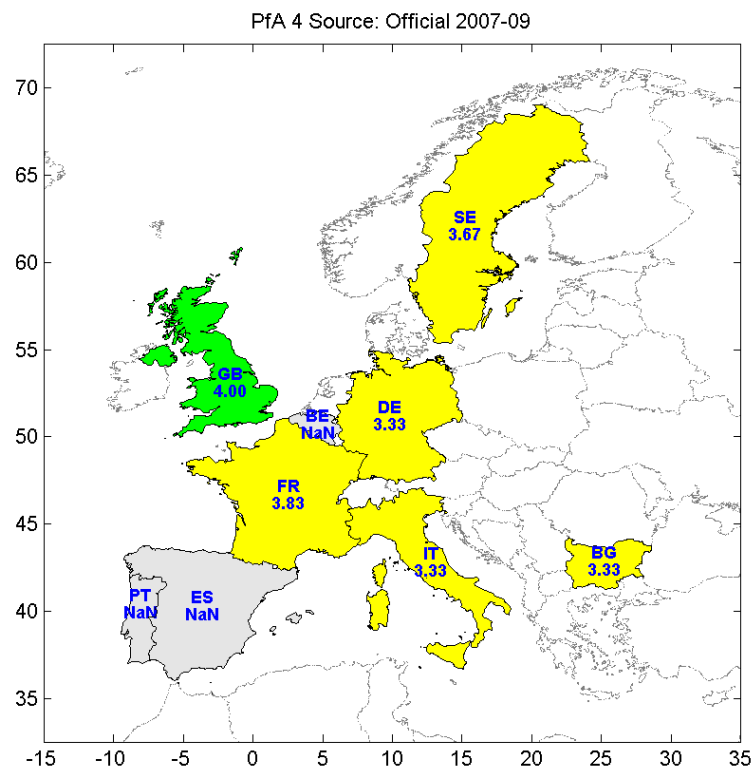 PfA 4 Source: Official 2007-09
70
65
60
55
50
45
40
35
SE
3.67
GB
4.00
BE
NaN
DE
3.33
FR
3.83
IT
3.33
BG
3.33
PT
NaN
ES
NaN
-15 -10 -5 0 5 10 15 20 25 30 35